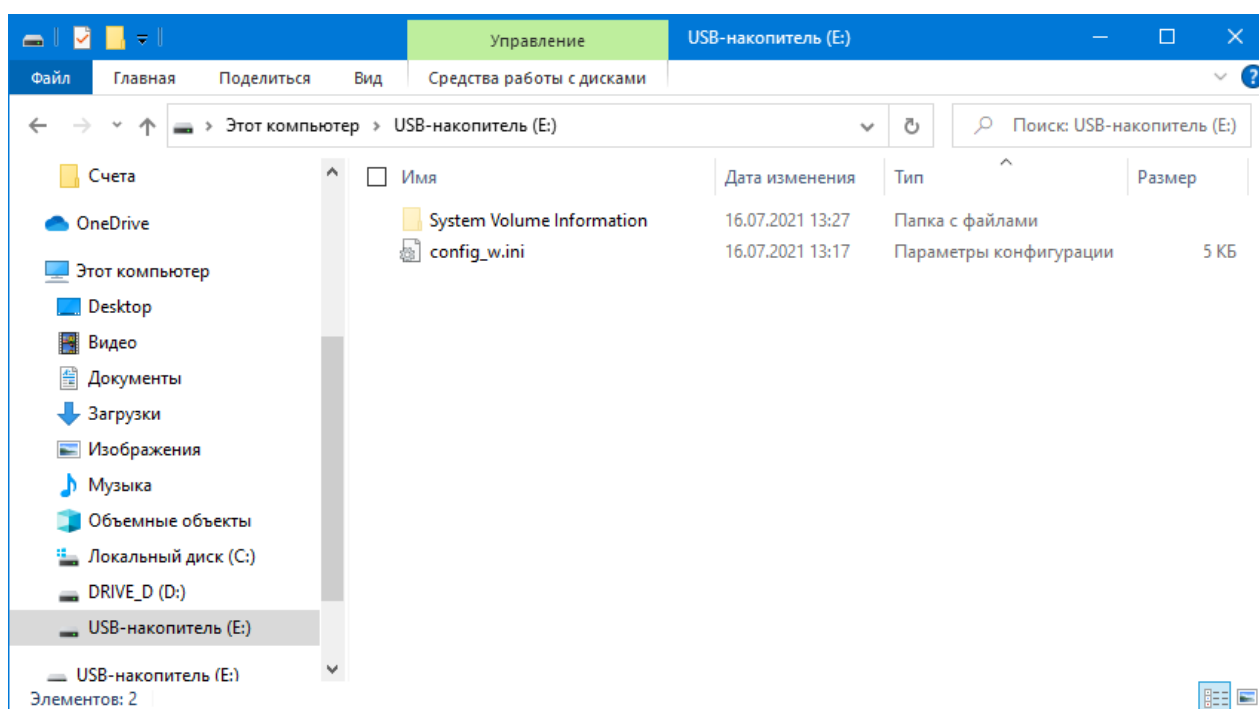 Управление
USB-накопитель (E:)
Файл Главная Поделиться Вид Средства работы с дисками ?
Этот компьютер > USB-накопитель (E:) Поиск: USB-накопитель (E:)
Счета
OneDrive
Этот компьютер
Desktop
Видео
Документы
Загрузки
Изображения
Музыка
Объемные объекты
Локальный диск (C:)
DRIVE_D (D:)
USB-накопитель (E:)
USB-накопитель (E:)
Имя Дата изменения Тип Размер
System Volume Information 16.07.2021 13:27 Папка с файлами
config_w.ini 16.07.2021 13:17 Параметры конфигурации 5 КБ
Элементов: 2